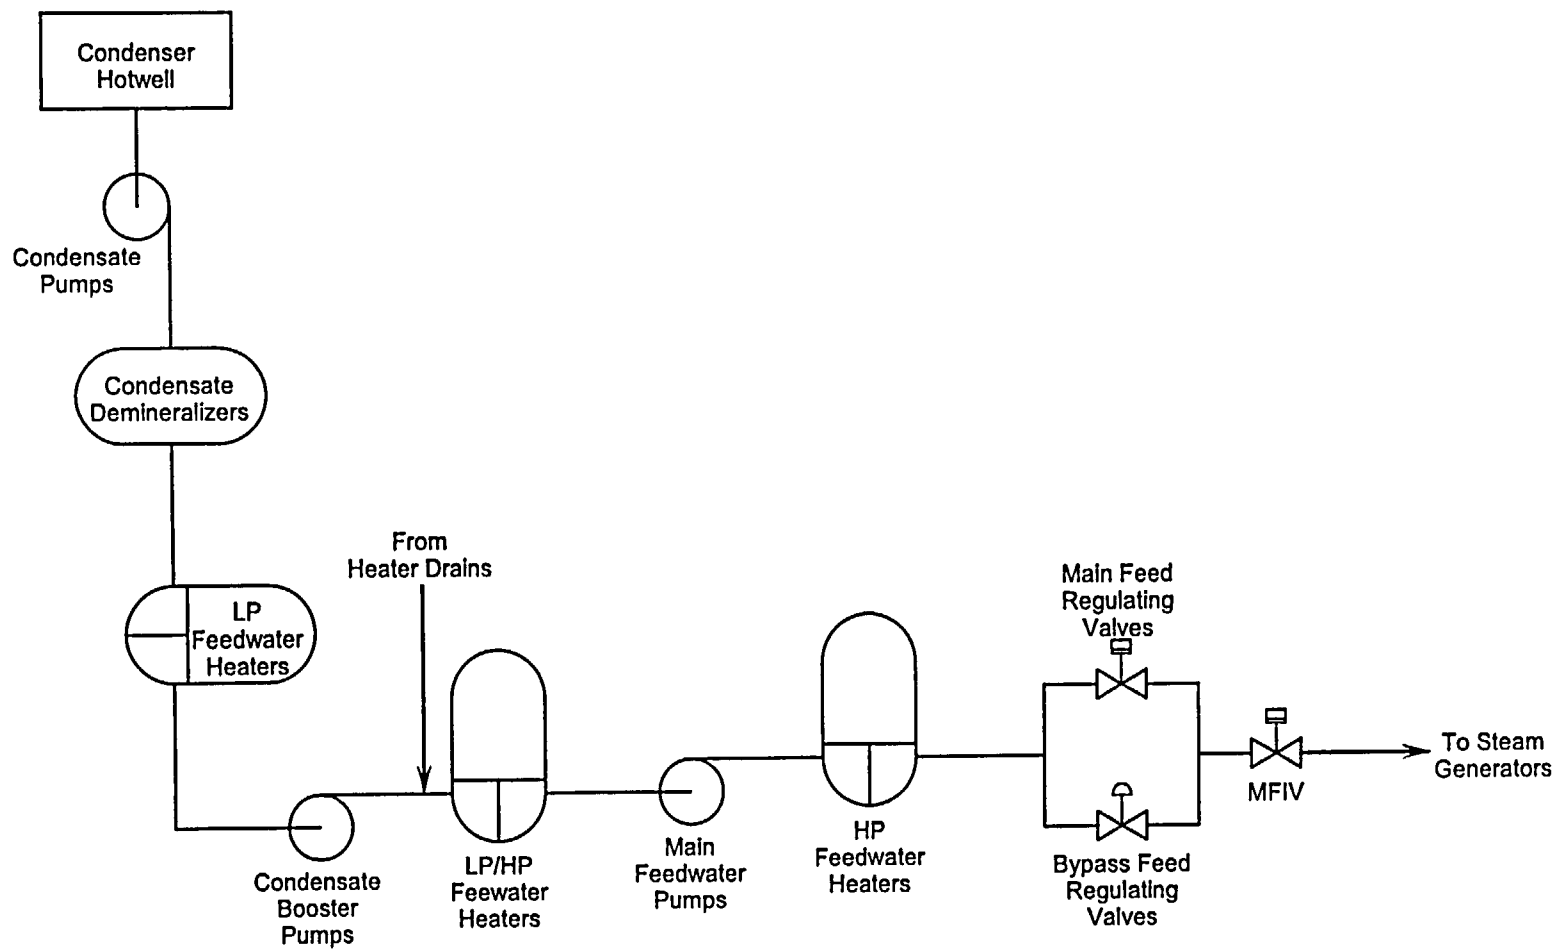 Condenser
Hotwell
Condensate
Pumps
Condensate
Demineralizers
LP
Feedwater
Heaters
From
Heater Drains
Condensate
Booster
Pumps
LP/HP
Feewater
Heaters
Main
Feedwater
Pumps
HP
Feedwater
Heaters
Main Feed
Regulating
Valves
Bypass Feed
Regulating
Valves
MFIV
To Steam
Generators